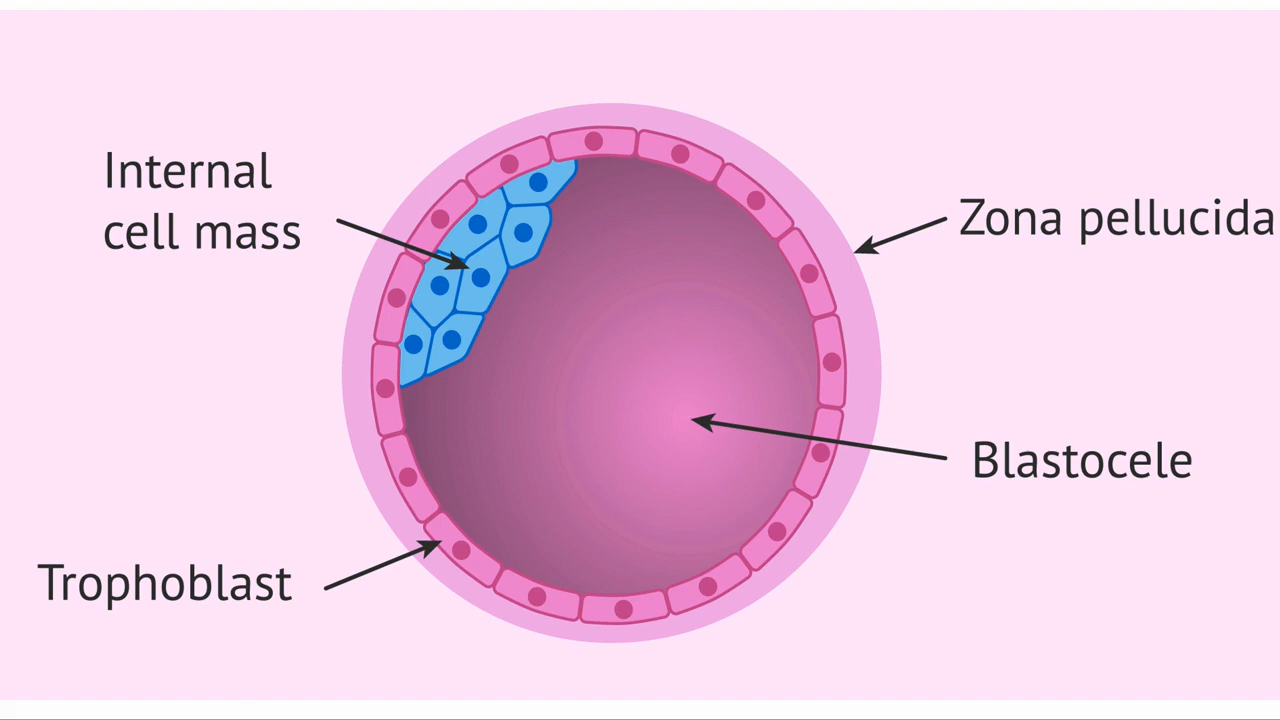 Internal
cell mass
Zona pellucida
Blastocele
Trophoblast